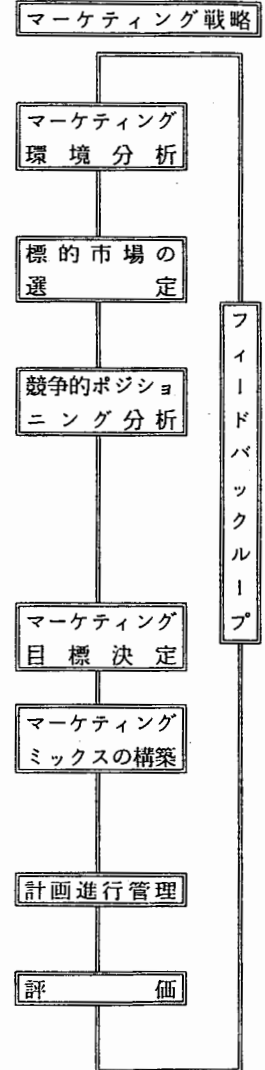 マーケティング戦略
マーケティング
環境分析
標的市場の
選定
競争的ポジショ
ニング分析
マーケティング
目標決定
マーケティング
ミックスの構築
計画進行管理
評価
フィードバックループ